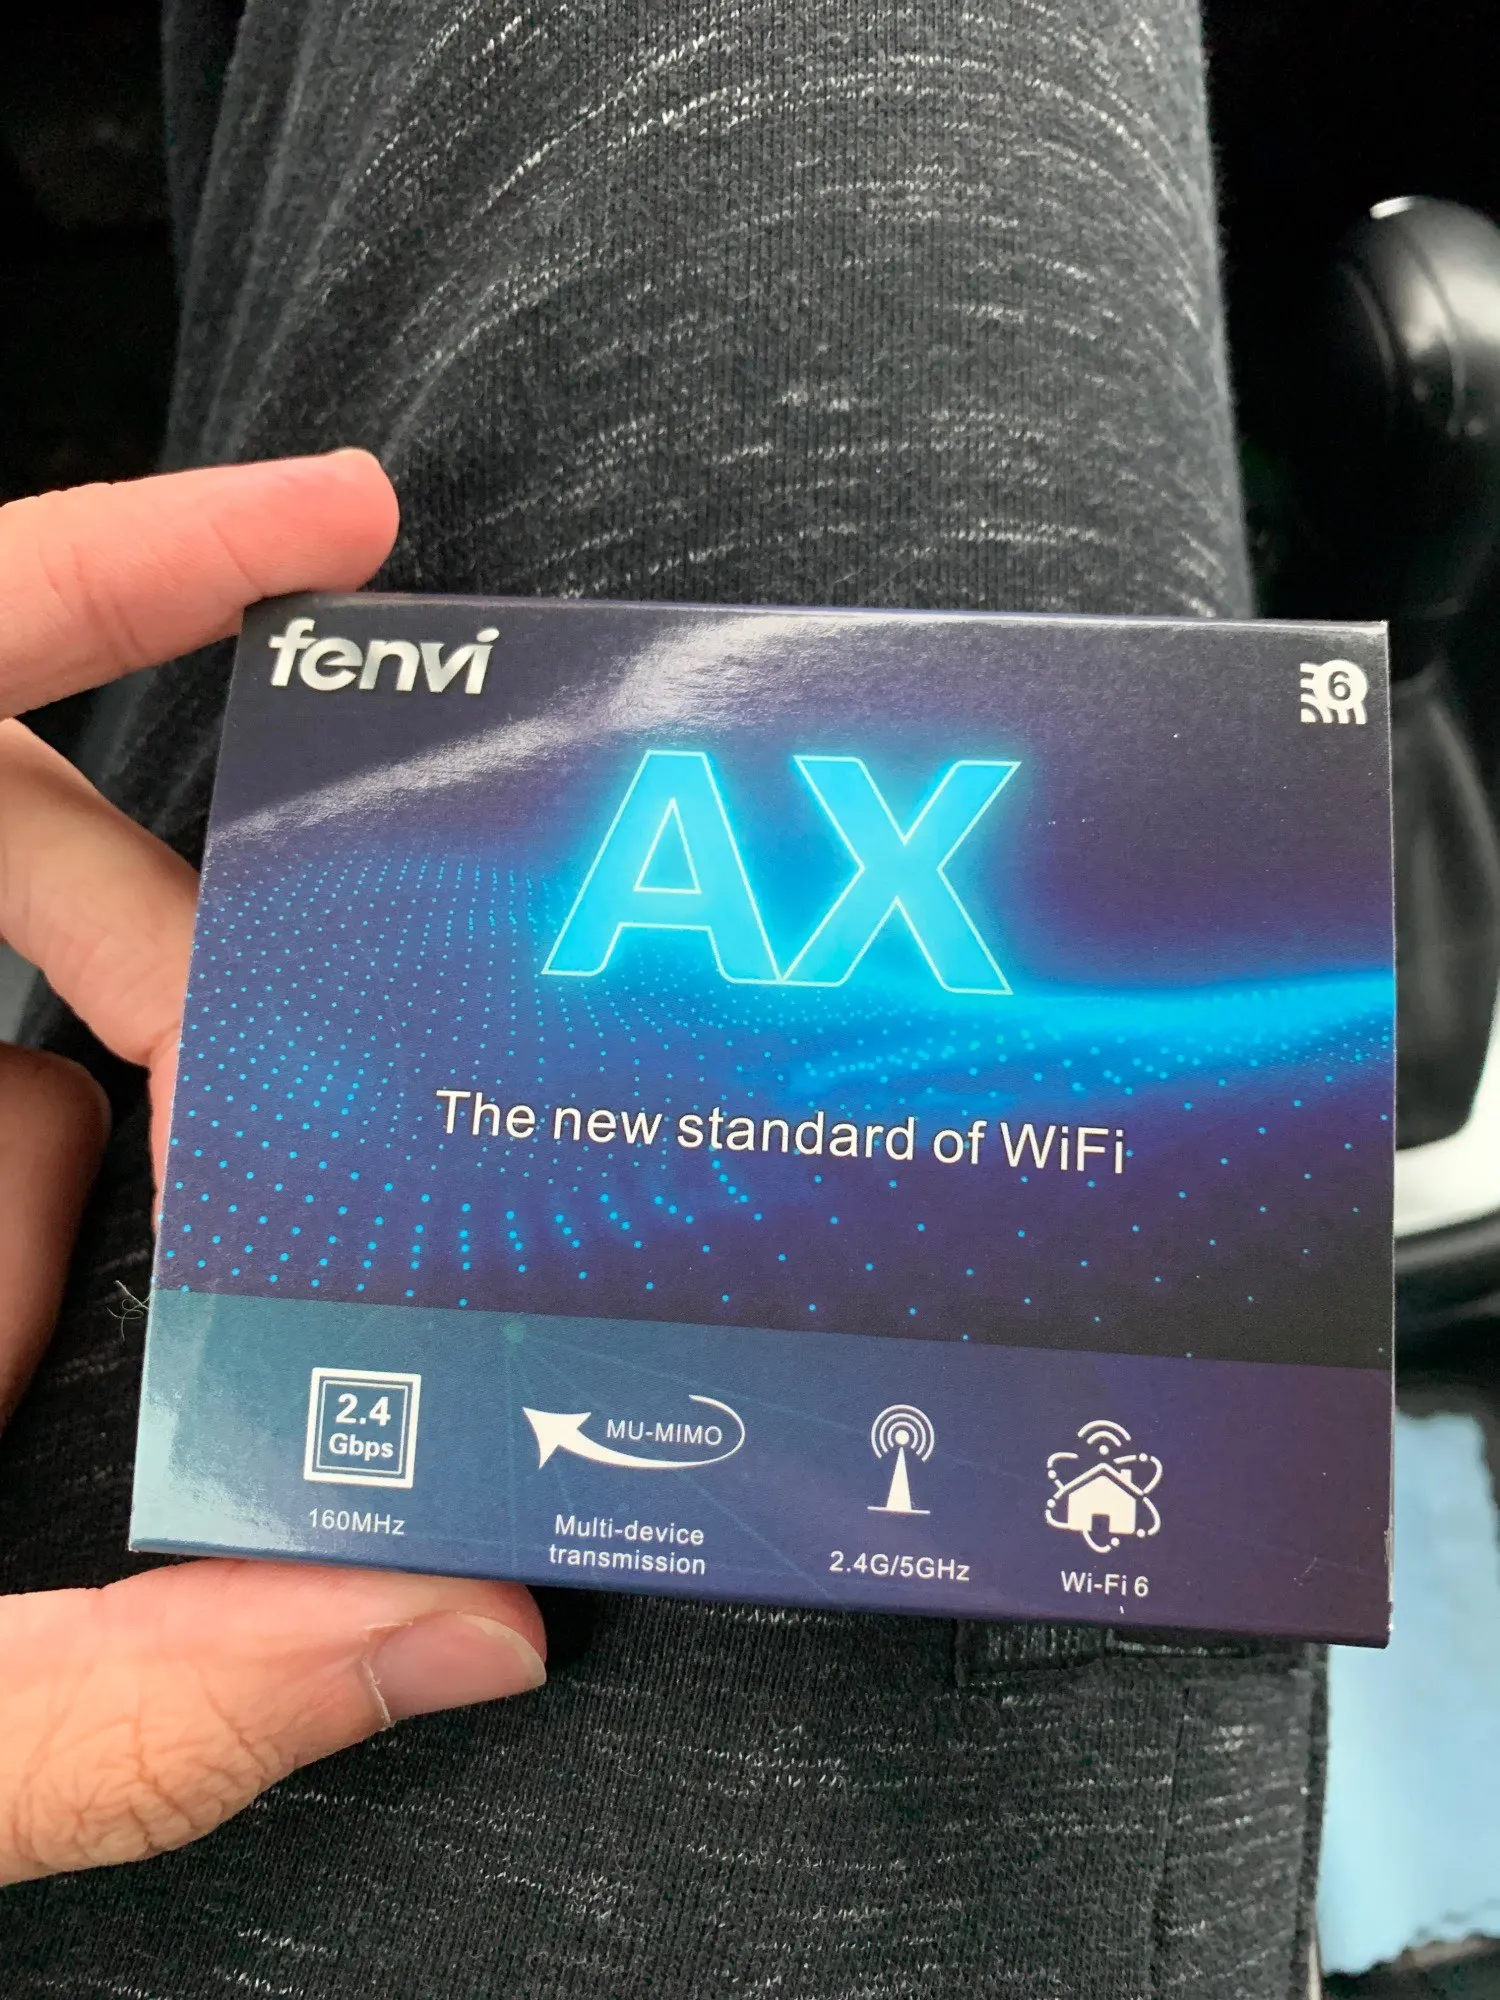 fenvi
6
AX
The new standard of WiFi
2.4
Gbps
160MHz
MU-MIMO
Multi-device
transmission
2.4G/5GHz
Wi-Fi 6